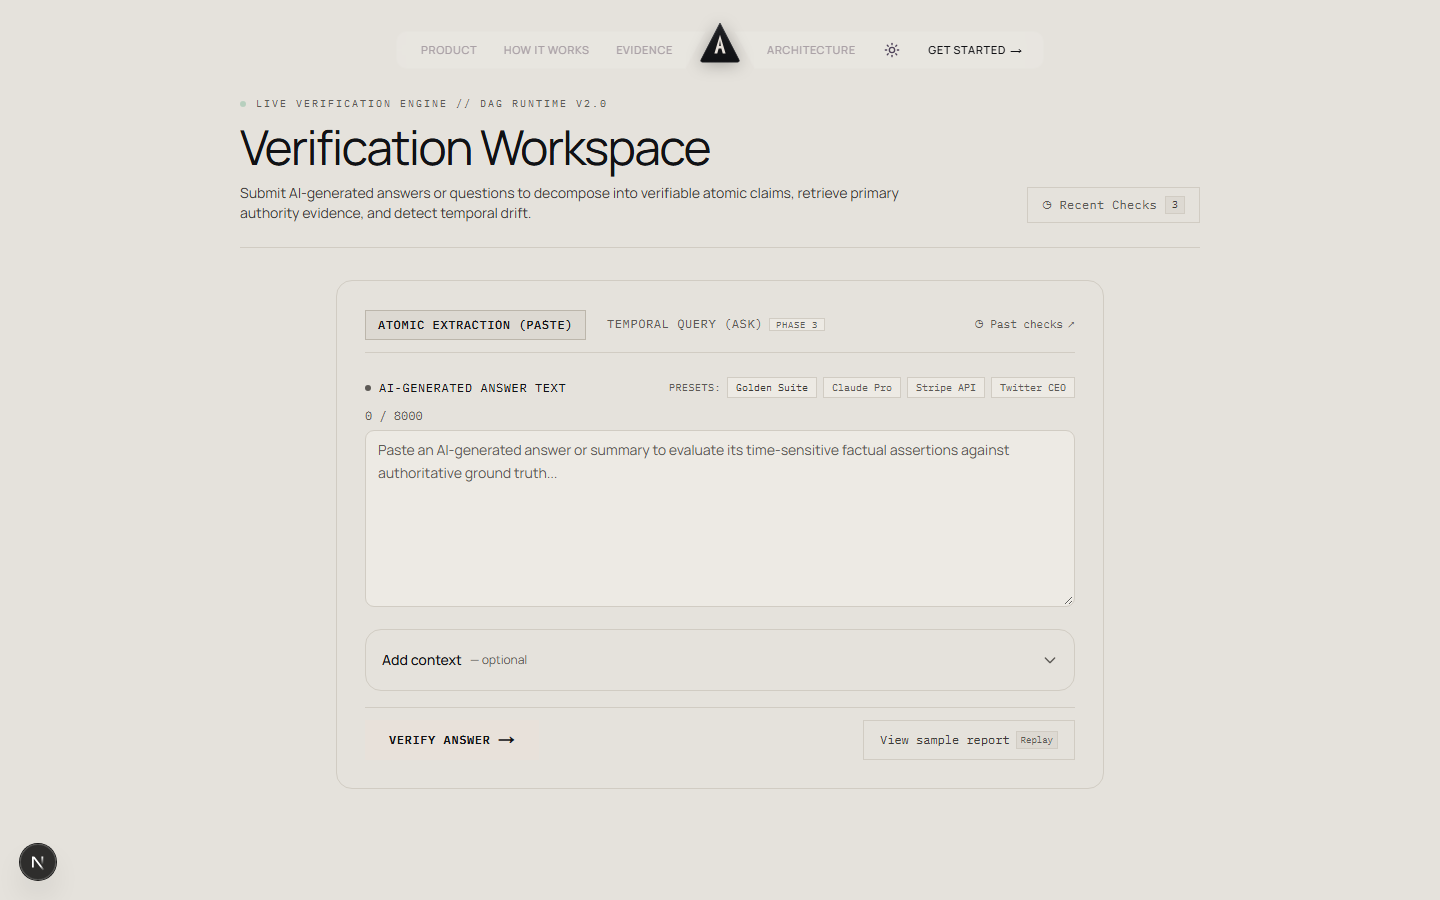 PRODUCT HOW IT WORKS EVIDENCE A ARCHITECTURE GET STARTED →
LIVE VERIFICATION ENGINE // DAG RUNTIME V2.0
Verification Workspace
Submit AI-generated answers or questions to decompose into verifiable atomic claims, retrieve primary
authority evidence, and detect temporal drift.
Recent Checks 3
ATOMIC EXTRACTION (PASTE) TEMPORAL QUERY (ASK) PHASE 3 Past checks ↗
AI-GENERATED ANSWER TEXT PRESETS: Golden Suite Claude Pro Stripe API Twitter CEO
0 / 8000
Paste an AI-generated answer or summary to evaluate its time-sensitive factual assertions against
authoritative ground truth...
Add context — optional
VERIFY ANSWER → View sample report Replay
N